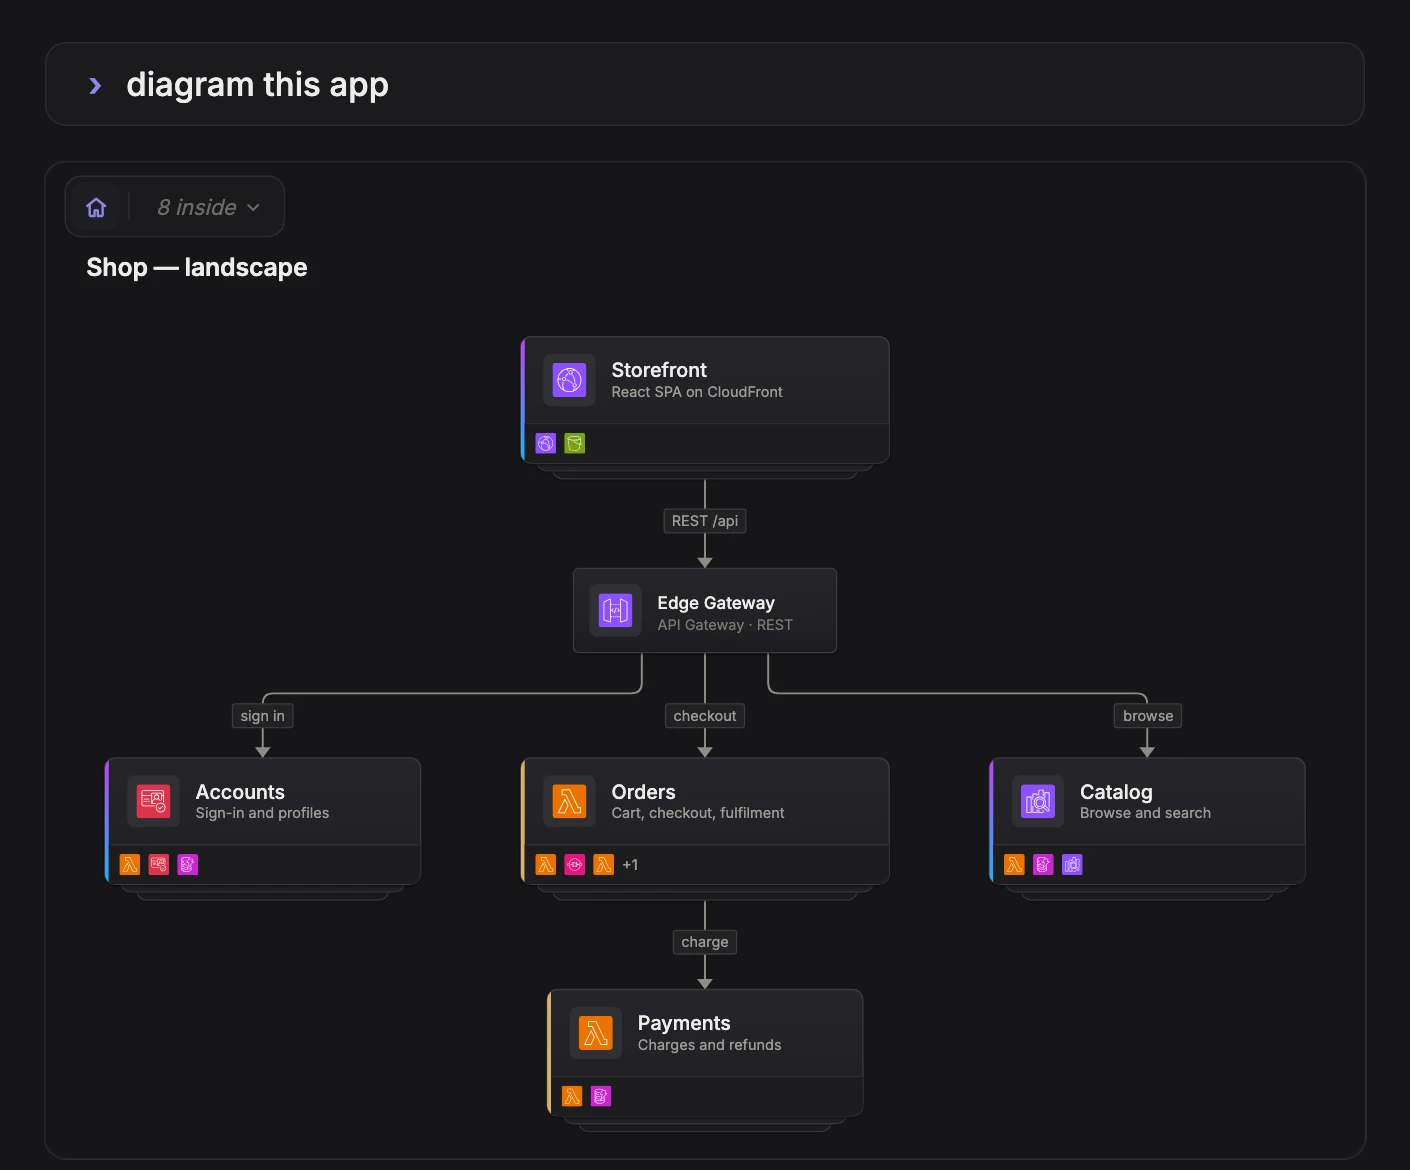 diagram this app
8 inside
Shop — landscape
Storefront
React SPA on CloudFront
REST /api
Edge Gateway
API Gateway · REST
sign in
checkout
browse
Accounts
Sign-in and profiles
Orders
Cart, checkout, fulfilment
+1
Catalog
Browse and search
charge
Payments
Charges and refunds